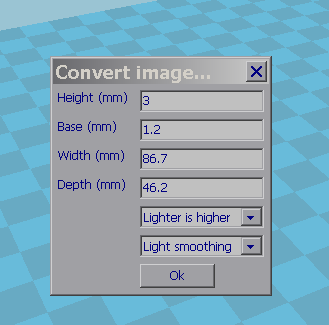 Convert image...
Height (mm) 3
Base (mm) 1.2
Width (mm) 86.7
Depth (mm) 46.2
Lighter is higher
Light smoothing
Ok